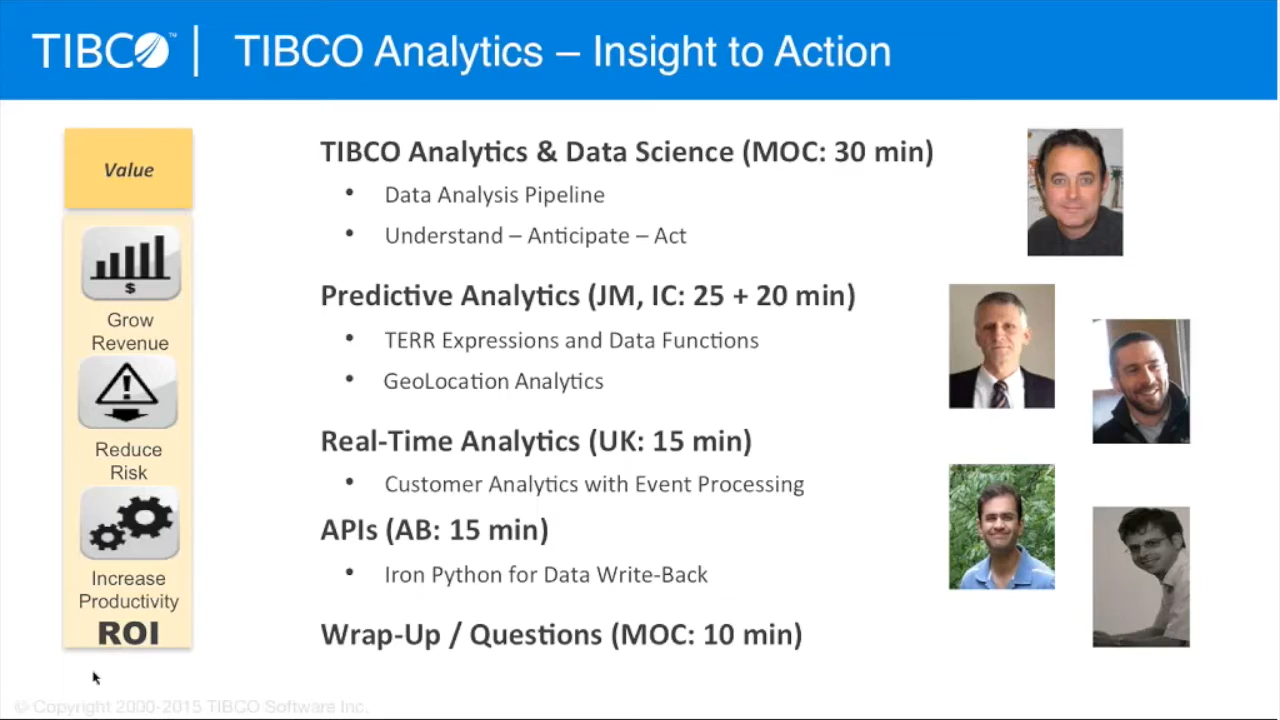 TIBCO™ | TIBCO Analytics – Insight to Action
Value
$
Grow
Revenue
!
Reduce
Risk
Increase
Productivity
ROI
TIBCO Analytics & Data Science (MOC: 30 min)
• Data Analysis Pipeline
• Understand – Anticipate – Act
Predictive Analytics (JM, IC: 25 + 20 min)
• TERR Expressions and Data Functions
• GeoLocation Analytics
Real-Time Analytics (UK: 15 min)
• Customer Analytics with Event Processing
APIs (AB: 15 min)
• Iron Python for Data Write-Back
Wrap-Up / Questions (MOC: 10 min)
© Copyright 2000-2015 TIBCO Software Inc.